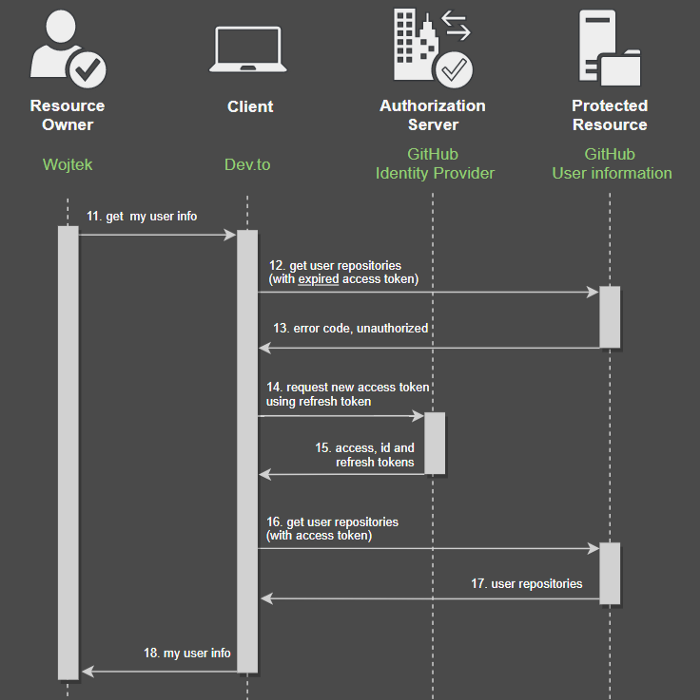 Resource
Owner
Client
Authorization
Server
Protected
Resource
Wojtek
Dev.to
GitHub
Identity Provider
GitHub
User information
11. get  my user info
12. get user repositories
(with expired access token)
13. error code, unauthorized
14. request new access token
using refresh token
15. access, id and
refresh tokens
16. get user repositories
(with access token)
17. user repositories
18. my user info